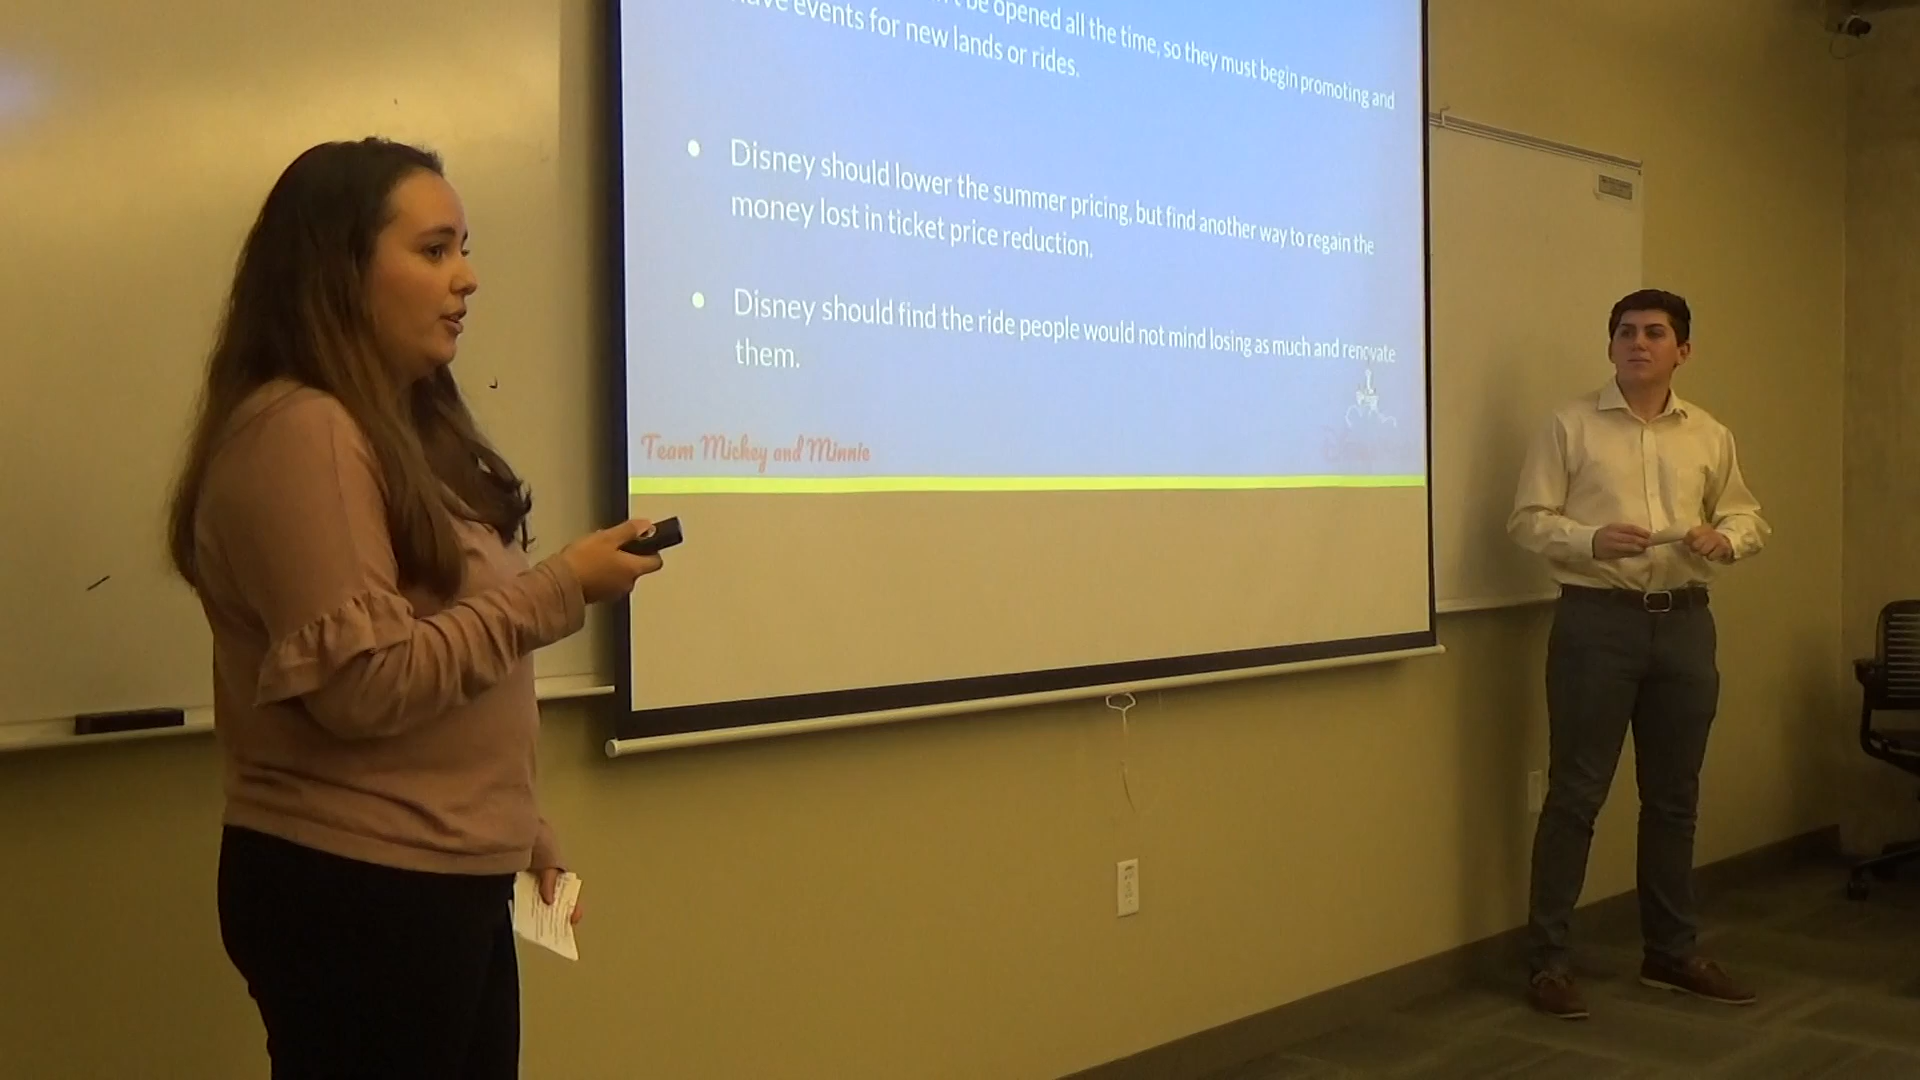 be opened all the time, so they must begin promoting and
have events for new lands or rides.
Disney should lower the summer pricing, but find another way to regain the
money lost in ticket price reduction.
Disney should find the ride people would not mind losing as much and renovate
them.
Team Mickey and Minnie
Disney